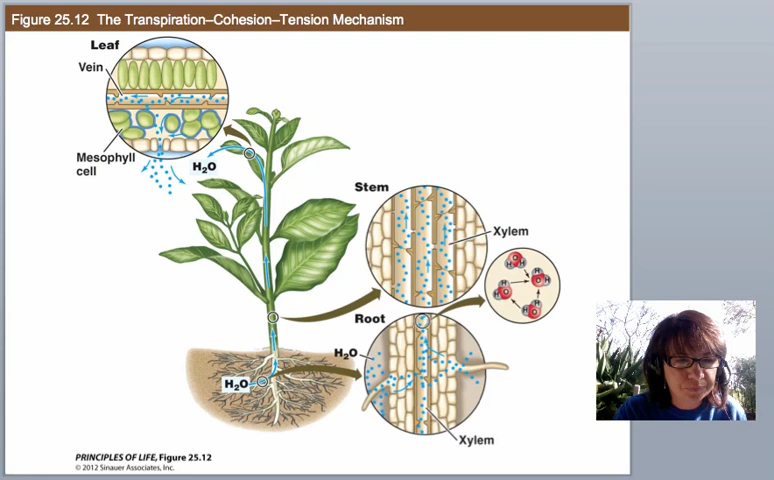 Figure 25.12 The Transpiration–Cohesion–Tension Mechanism
Leaf
Vein
Mesophyll
cell
H₂O
Stem
Xylem
H H
H H
H H
H H
Root
H₂O
H₂O
Xylem
PRINCIPLES OF LIFE, Figure 25.12
© 2012 Sinauer Associates, Inc.